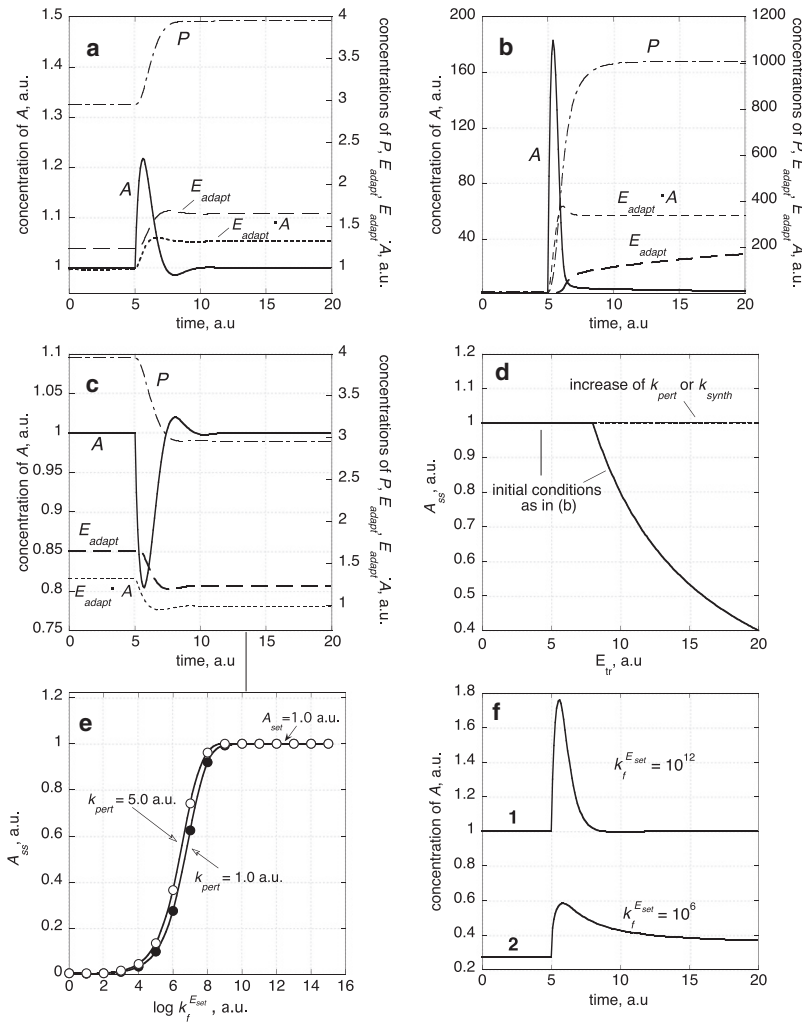 a
1.5
1.4
1.3
1.2
1.1
1
4
3.5
3
2.5
2
1.5
1
P
A
E_adapt
E_adapt·A
0 5 10 15 20
time, a.u
concentration of A, a.u.
concentrations of P, E_adapt, E_adapt·A, a.u.
b
200
160
120
80
40
1200
1000
800
600
400
200
P
A
E_adapt·A
E_adapt
0 5 10 15 20
time, a.u
concentration of A, a.u.
concentrations of P, E_adapt, E_adapt·A, a.u.
c
1.1
1.05
1
0.95
0.9
0.85
0.8
0.75
4
3.5
3
2.5
2
1.5
1
P
A
E_adapt
E_adapt·A
0 5 10 15 20
time, a.u
concentration of A, a.u.
concentrations of P, E_adapt, E_adapt·A, a.u.
d
1.2
1.1
1
0.9
0.8
0.7
0.6
0.5
0.4
increase of k_pert or k_synth
initial conditions
as in (b)
0 5 10 15 20
E_tr, a.u
A_ss, a.u.
e
1.2
1
0.8
0.6
0.4
0.2
0
A_set=1.0 a.u.
k_pert = 5.0 a.u.
k_pert = 1.0 a.u.
0 2 4 6 8 10 12 14 16
log k_f^E_set, a.u.
A_ss, a.u.
f
1.8
1.4
1.0
0.6
0.4
0.2
k_f^E_set = 10^12
1
k_f^E_set = 10^6
2
0 5 10 15 20
time, a.u
concentration of A, a.u.